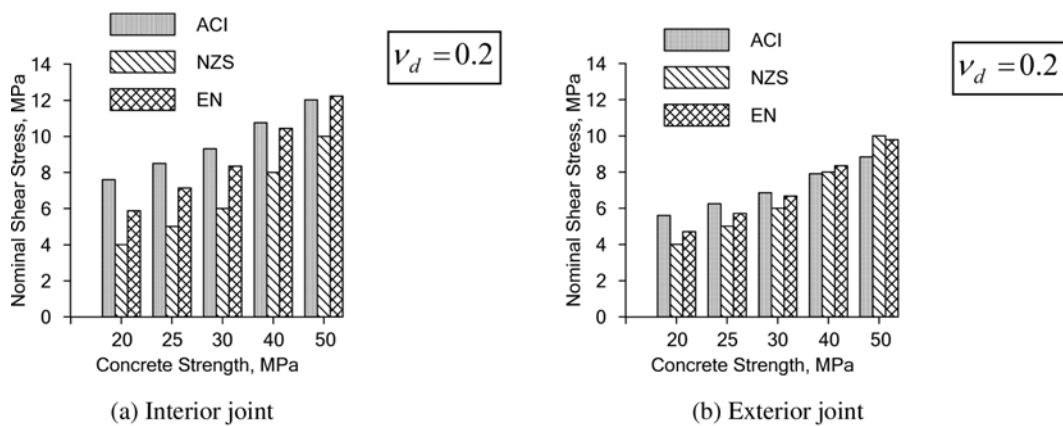 ACI
NZS
EN
ν_d = 0.2
14
12
10
8
6
4
2
0
Nominal Shear Stress, MPa
20 25 30 40 50
Concrete Strength, MPa
(a) Interior joint
ACI
NZS
EN
ν_d = 0.2
14
12
10
8
6
4
2
0
Nominal Shear Stress, MPa
20 25 30 40 50
Concrete Strength, MPa
(b) Exterior joint